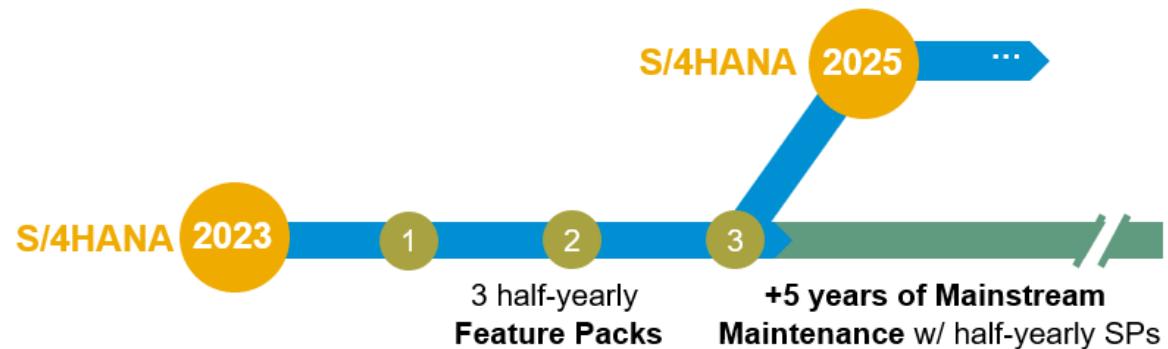 S/4HANA 2025 ...
S/4HANA 2023 1 2 3
3 half-yearly
Feature Packs
+5 years of Mainstream
Maintenance w/ half-yearly SPs